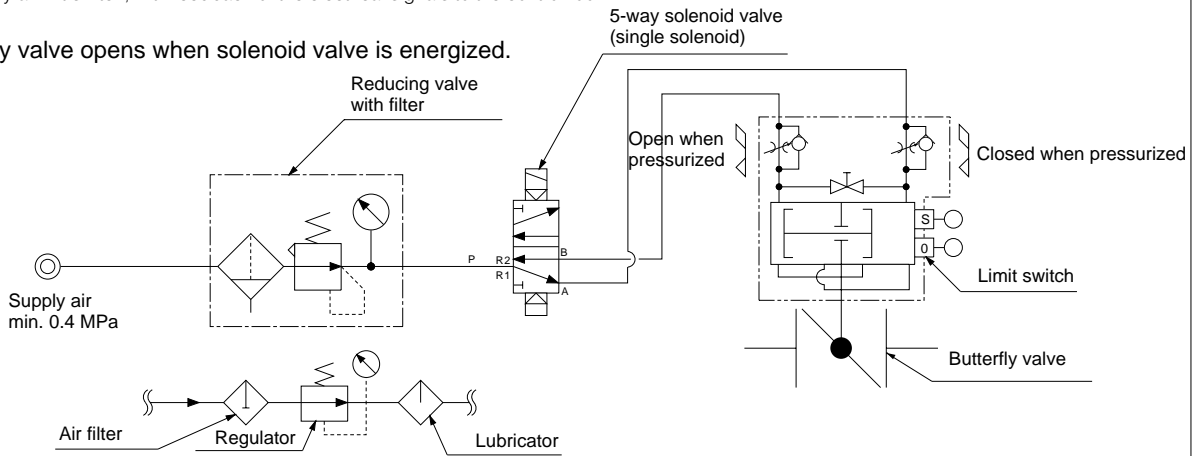 y valve opens when solenoid valve is energized.
5-way solenoid valve
(single solenoid)
Reducing valve
with filter
Open when
pressurized
Closed when pressurized
S
0
P
R2
R1
B
A
Supply air
min. 0.4 MPa
Limit switch
Butterfly valve
Air filter
Regulator
Lubricator